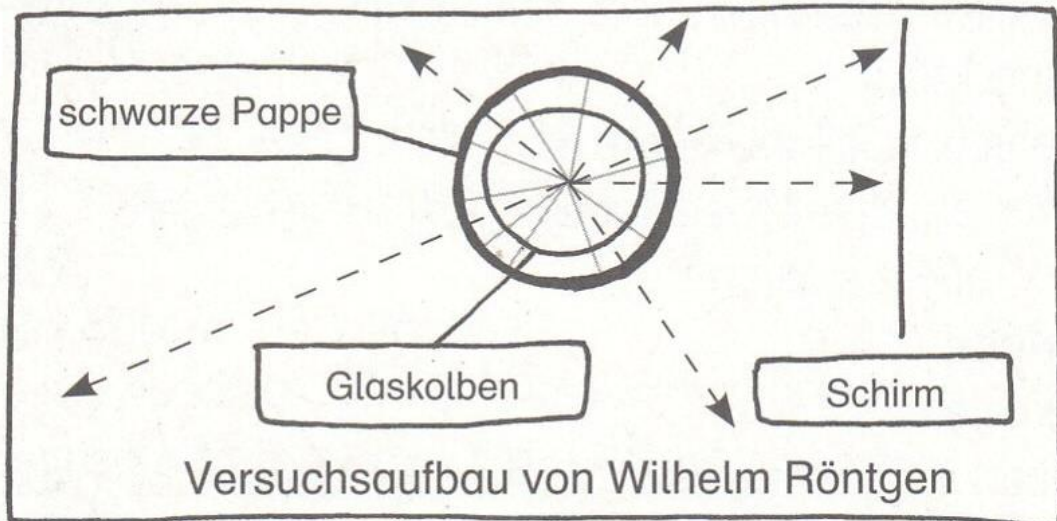 schwarze Pappe
Glaskolben
Schirm
Versuchsaufbau von Wilhelm Röntgen